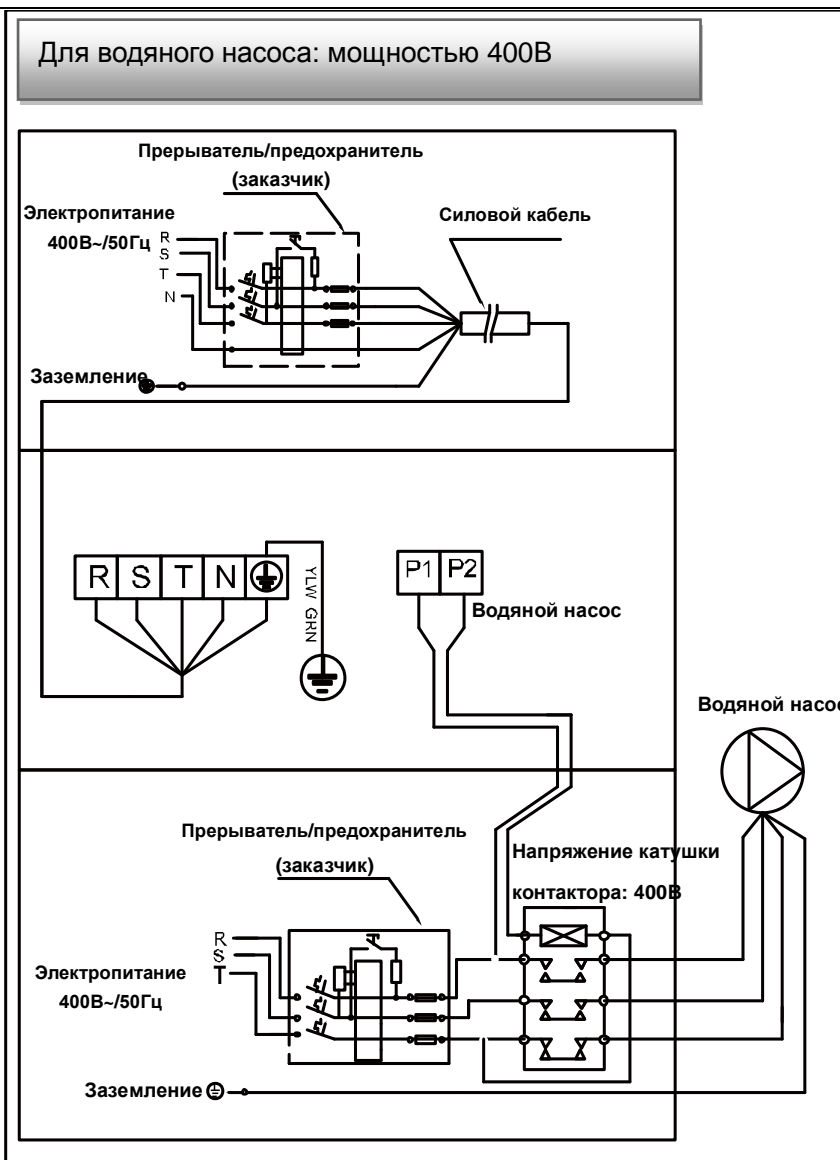 Для водяного насоса: мощностью 400В
Прерыватель/предохранитель
(заказчик)
Электропитание
400В~/50Гц
R
S
T
N
Силовой кабель
Заземление
R S T N
YLW GRN
P1 P2
Водяной насос
Водяной насос
Прерыватель/предохранитель
(заказчик)
Напряжение катушки
контактора: 400В
R
S
T
Электропитание
400В~/50Гц
Заземление